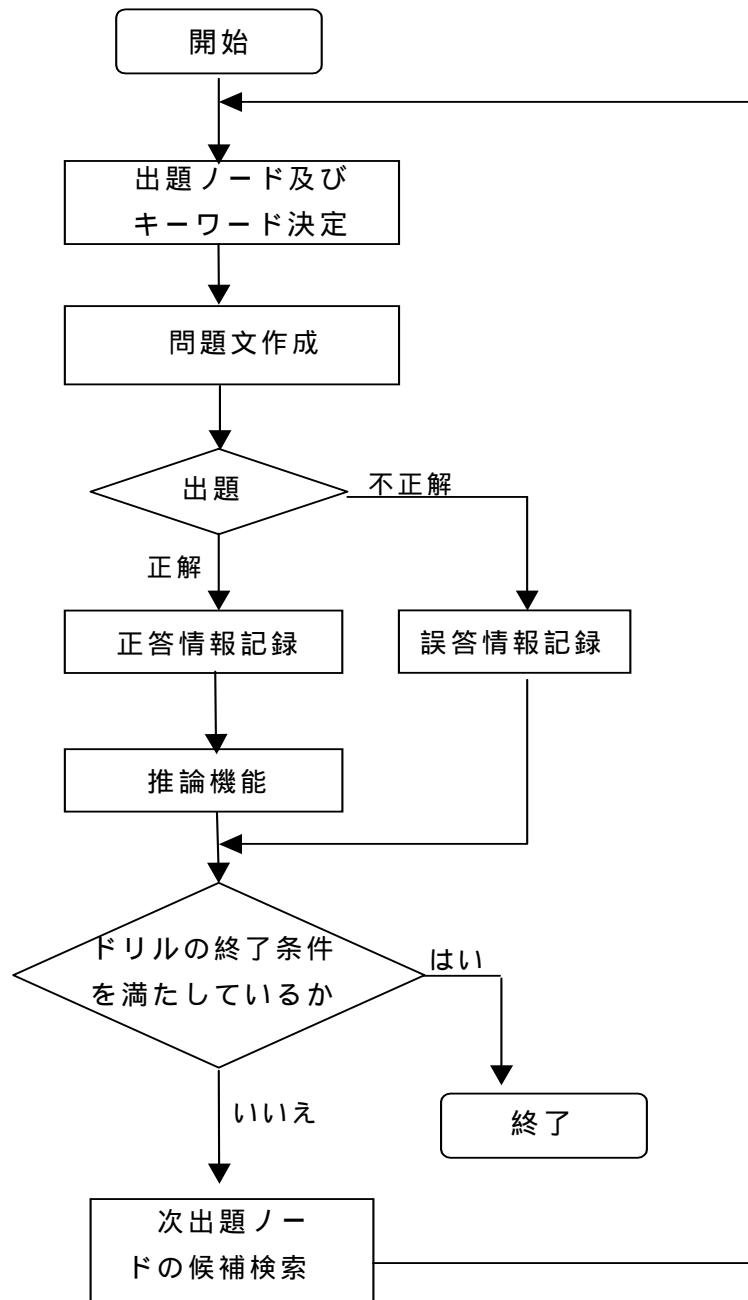 開始
出題ノード及び
キーワード決定
問題文作成
出題
不正解
正解
正答情報記録
誤答情報記録
推論機能
ドリルの終了条件
を満たしているか
はい
いいえ
終了
次出題ノー
ドの候補検索